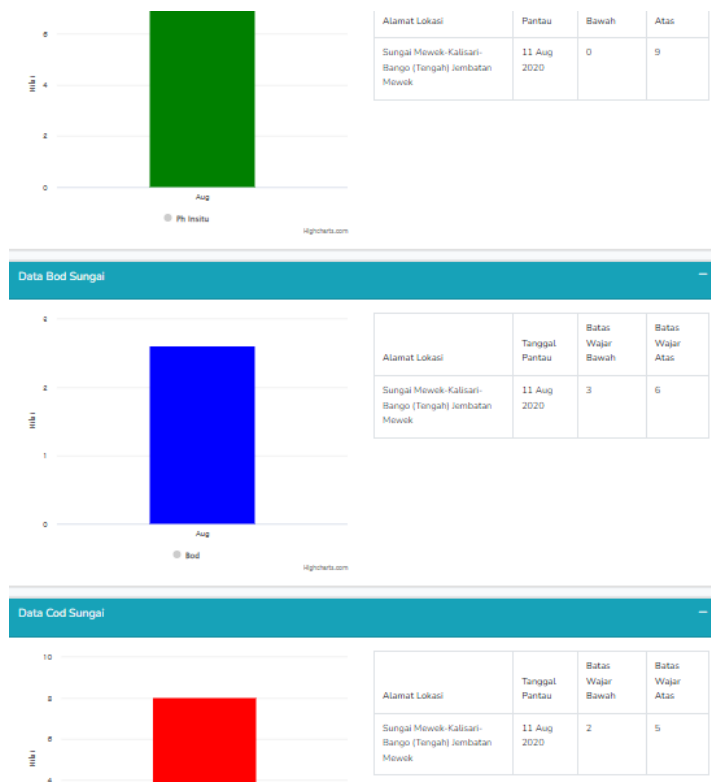 Alamat Lokasi
Pantau
Bawah
Atas
Sungai Mewek-Kalisari-
Bango (Tengah) Jembatan
Mewek
11 Aug
2020
0
9
6
4
2
0
Nilai
Aug
Ph Insitu
Highcharts.com
Data Bod Sungai
−
3
2
1
0
Nilai
Aug
Bod
Highcharts.com
Alamat Lokasi
Tanggal
Pantau
Batas
Wajar
Bawah
Batas
Wajar
Atas
Sungai Mewek-Kalisari-
Bango (Tengah) Jembatan
Mewek
11 Aug
2020
3
6
Data Cod Sungai
−
10
8
6
4
Nilai
Alamat Lokasi
Tanggal
Pantau
Batas
Wajar
Bawah
Batas
Wajar
Atas
Sungai Mewek-Kalisari-
Bango (Tengah) Jembatan
Mewek
11 Aug
2020
2
5